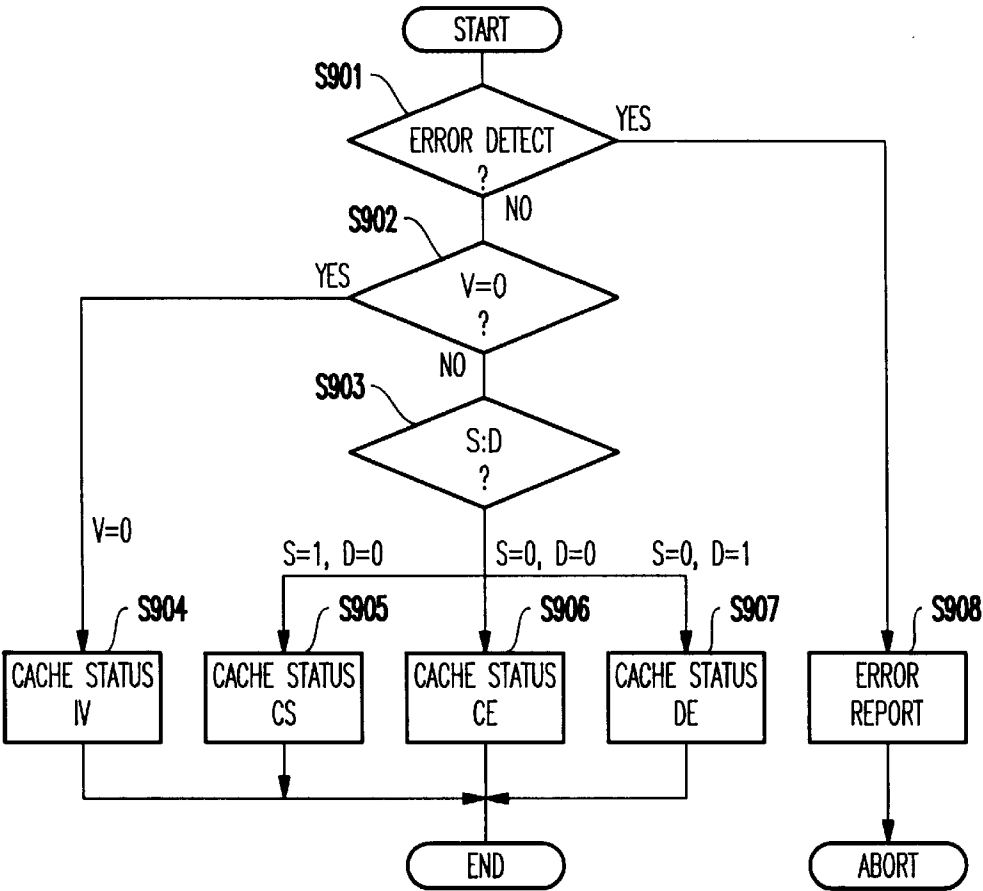 START
S901
ERROR DETECT
?
YES
NO
S902
V=0
?
YES
NO
S903
S:D
?
V=0
S=1, D=0
S=0, D=0
S=0, D=1
S904
S905
S906
S907
S908
CACHE STATUS
IV
CACHE STATUS
CS
CACHE STATUS
CE
CACHE STATUS
DE
ERROR
REPORT
END
ABORT